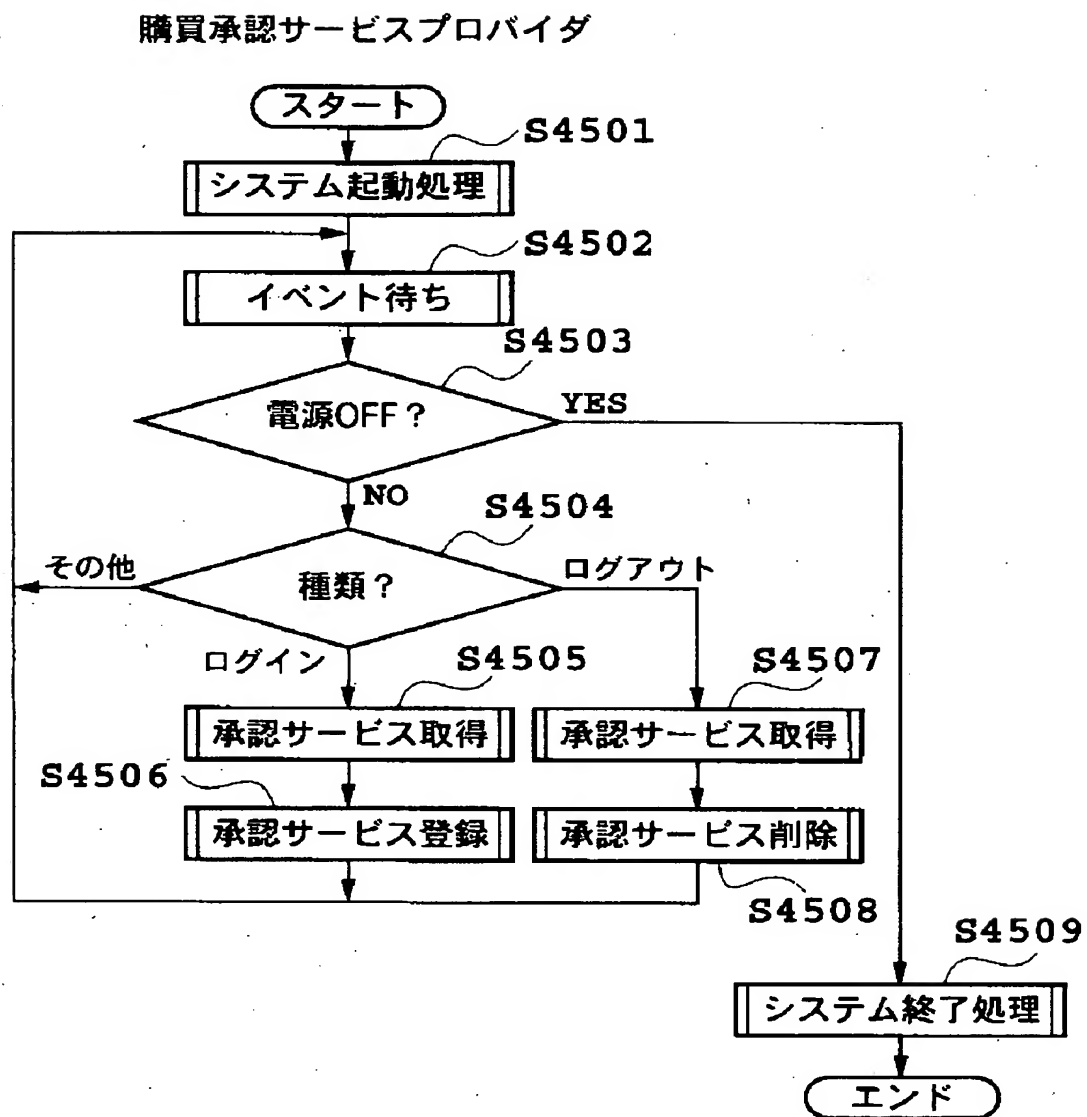 購買承認サービスプロバイダ
スタート
S4501
システム起動処理
S4502
イベント待ち
S4503
電源OFF?
YES
NO
S4504
その他
種類?
ログアウト
ログイン
S4505
S4507
承認サービス取得
承認サービス取得
S4506
承認サービス登録
承認サービス削除
S4508
S4509
システム終了処理
エンド